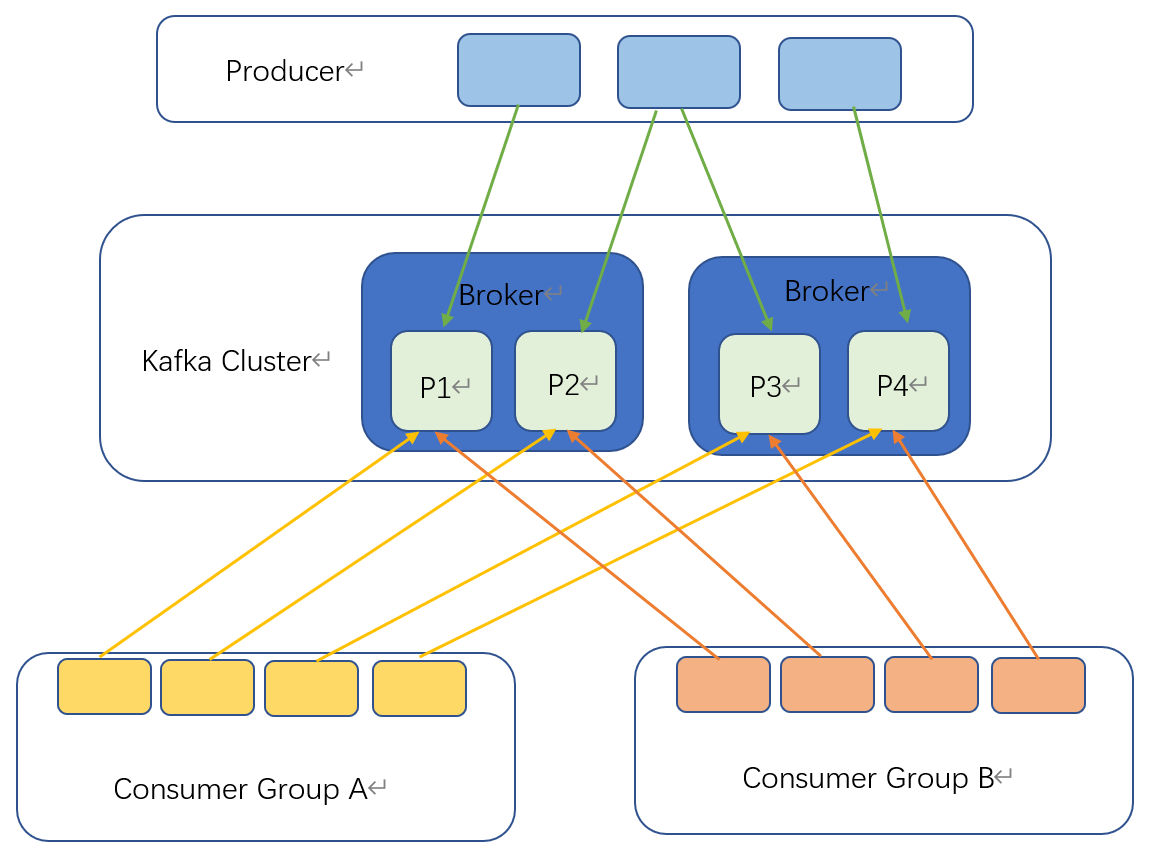 Producer↵
Broker↵
Broker↵
Kafka Cluster↵
P1↵
P2↵
P3↵
P4↵
Consumer Group A↵
Consumer Group B↵